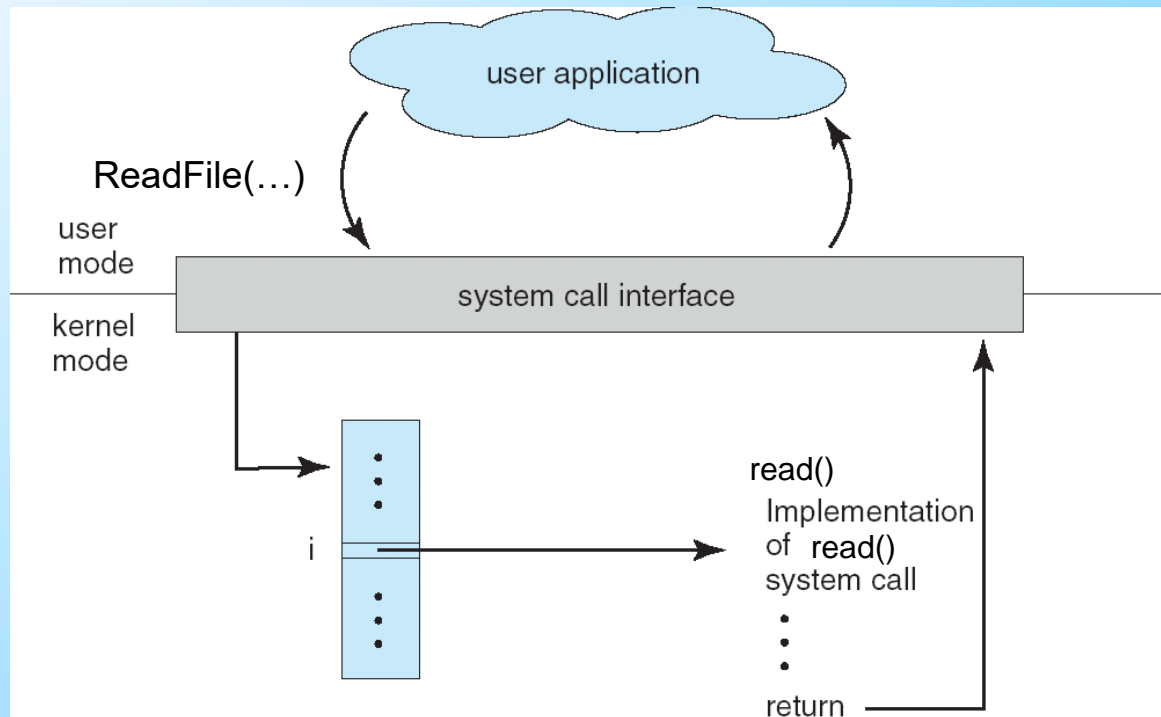 user application
ReadFile(…)
user
mode
system call interface
kernel
mode
read()
Implementation
i
of read()
system call
return